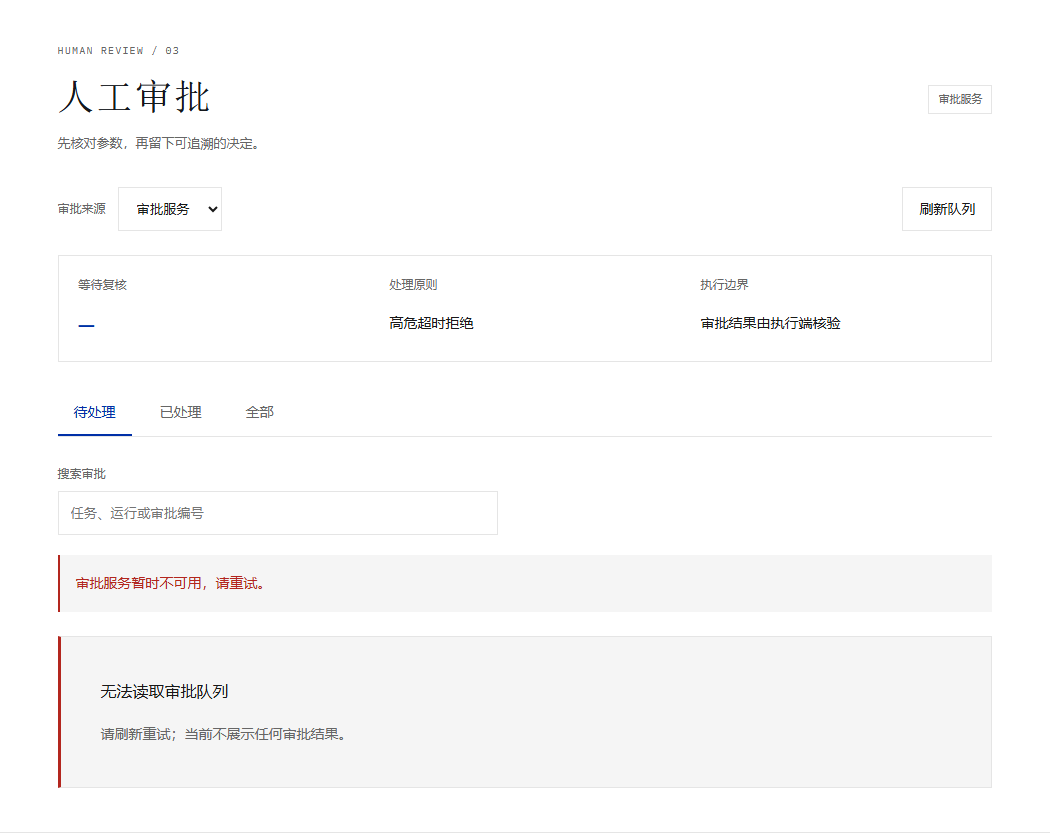 HUMAN REVIEW / 03
人工审批
审批服务
先核对参数，再留下可追溯的决定。
审批来源 审批服务 刷新队列
等待复核 处理原则 执行边界
— 高危超时拒绝 审批结果由执行端核验
待处理 已处理 全部
搜索审批
任务、运行或审批编号
审批服务暂时不可用，请重试。
无法读取审批队列
请刷新重试；当前不展示任何审批结果。